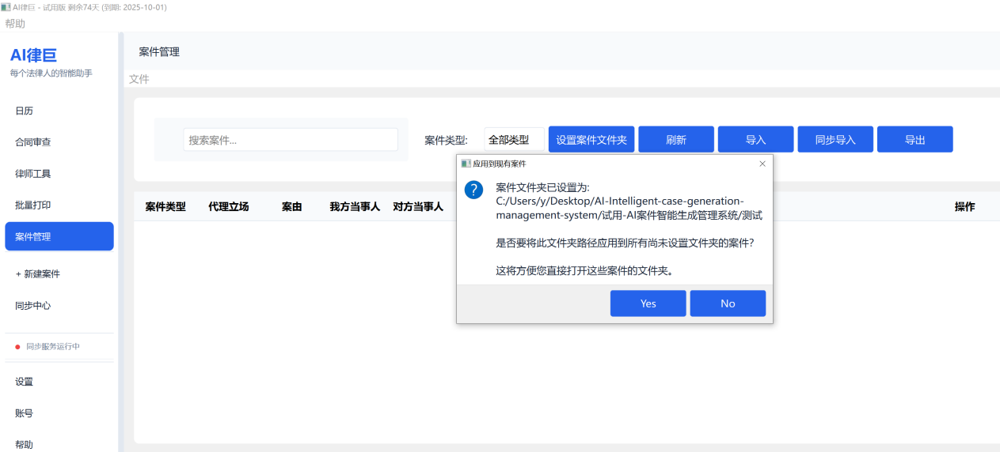 AI律巨 - 试用版 剩余74天 (到期: 2025-10-01)
帮助
AI律巨
每个法律人的智能助手
日历
合同审查
律师工具
批量打印
案件管理
+ 新建案件
同步中心
同步服务运行中
设置
账号
帮助
案件管理
文件
搜索案件...
案件类型:
全部类型
设置案件文件夹
刷新
导入
同步导入
导出
案件类型 代理立场 案由 我方当事人 对方当事人 操作
应用到现有案件
案件文件夹已设置为:
C:/Users/y/Desktop/AI-Intelligent-case-generation-
management-system/试用-AI案件智能生成管理系统/测试
是否要将此文件夹路径应用到所有尚未设置文件夹的案件?
这将方便您直接打开这些案件的文件夹。
Yes
No